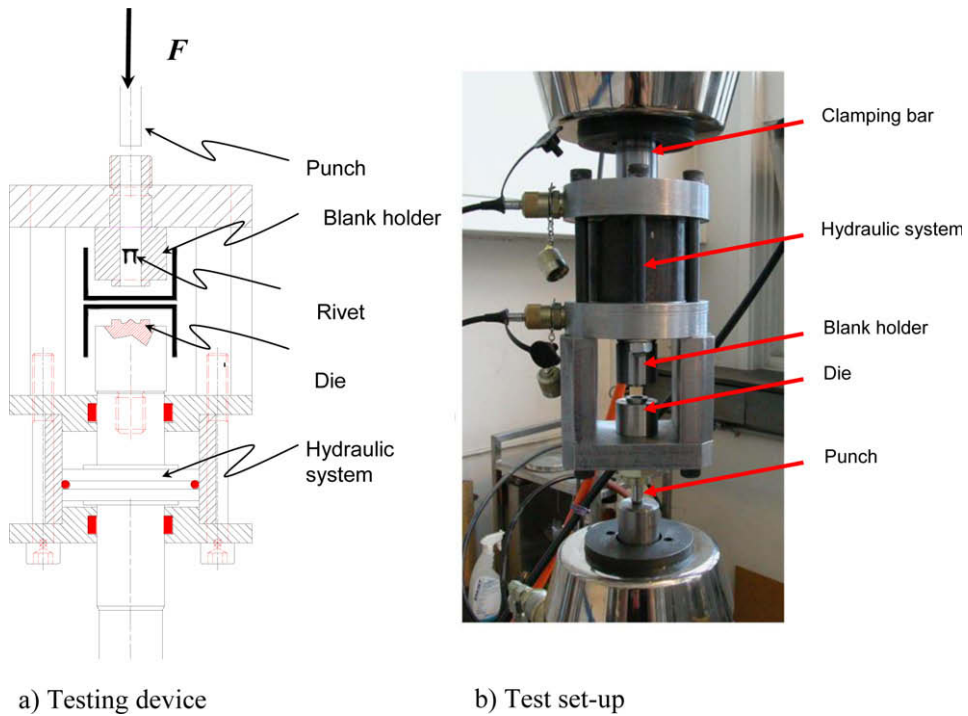 F
Punch
Blank holder
Rivet
Die
Hydraulic
system
Clamping bar
Hydraulic system
Blank holder
Die
Punch
a) Testing device
b) Test set-up